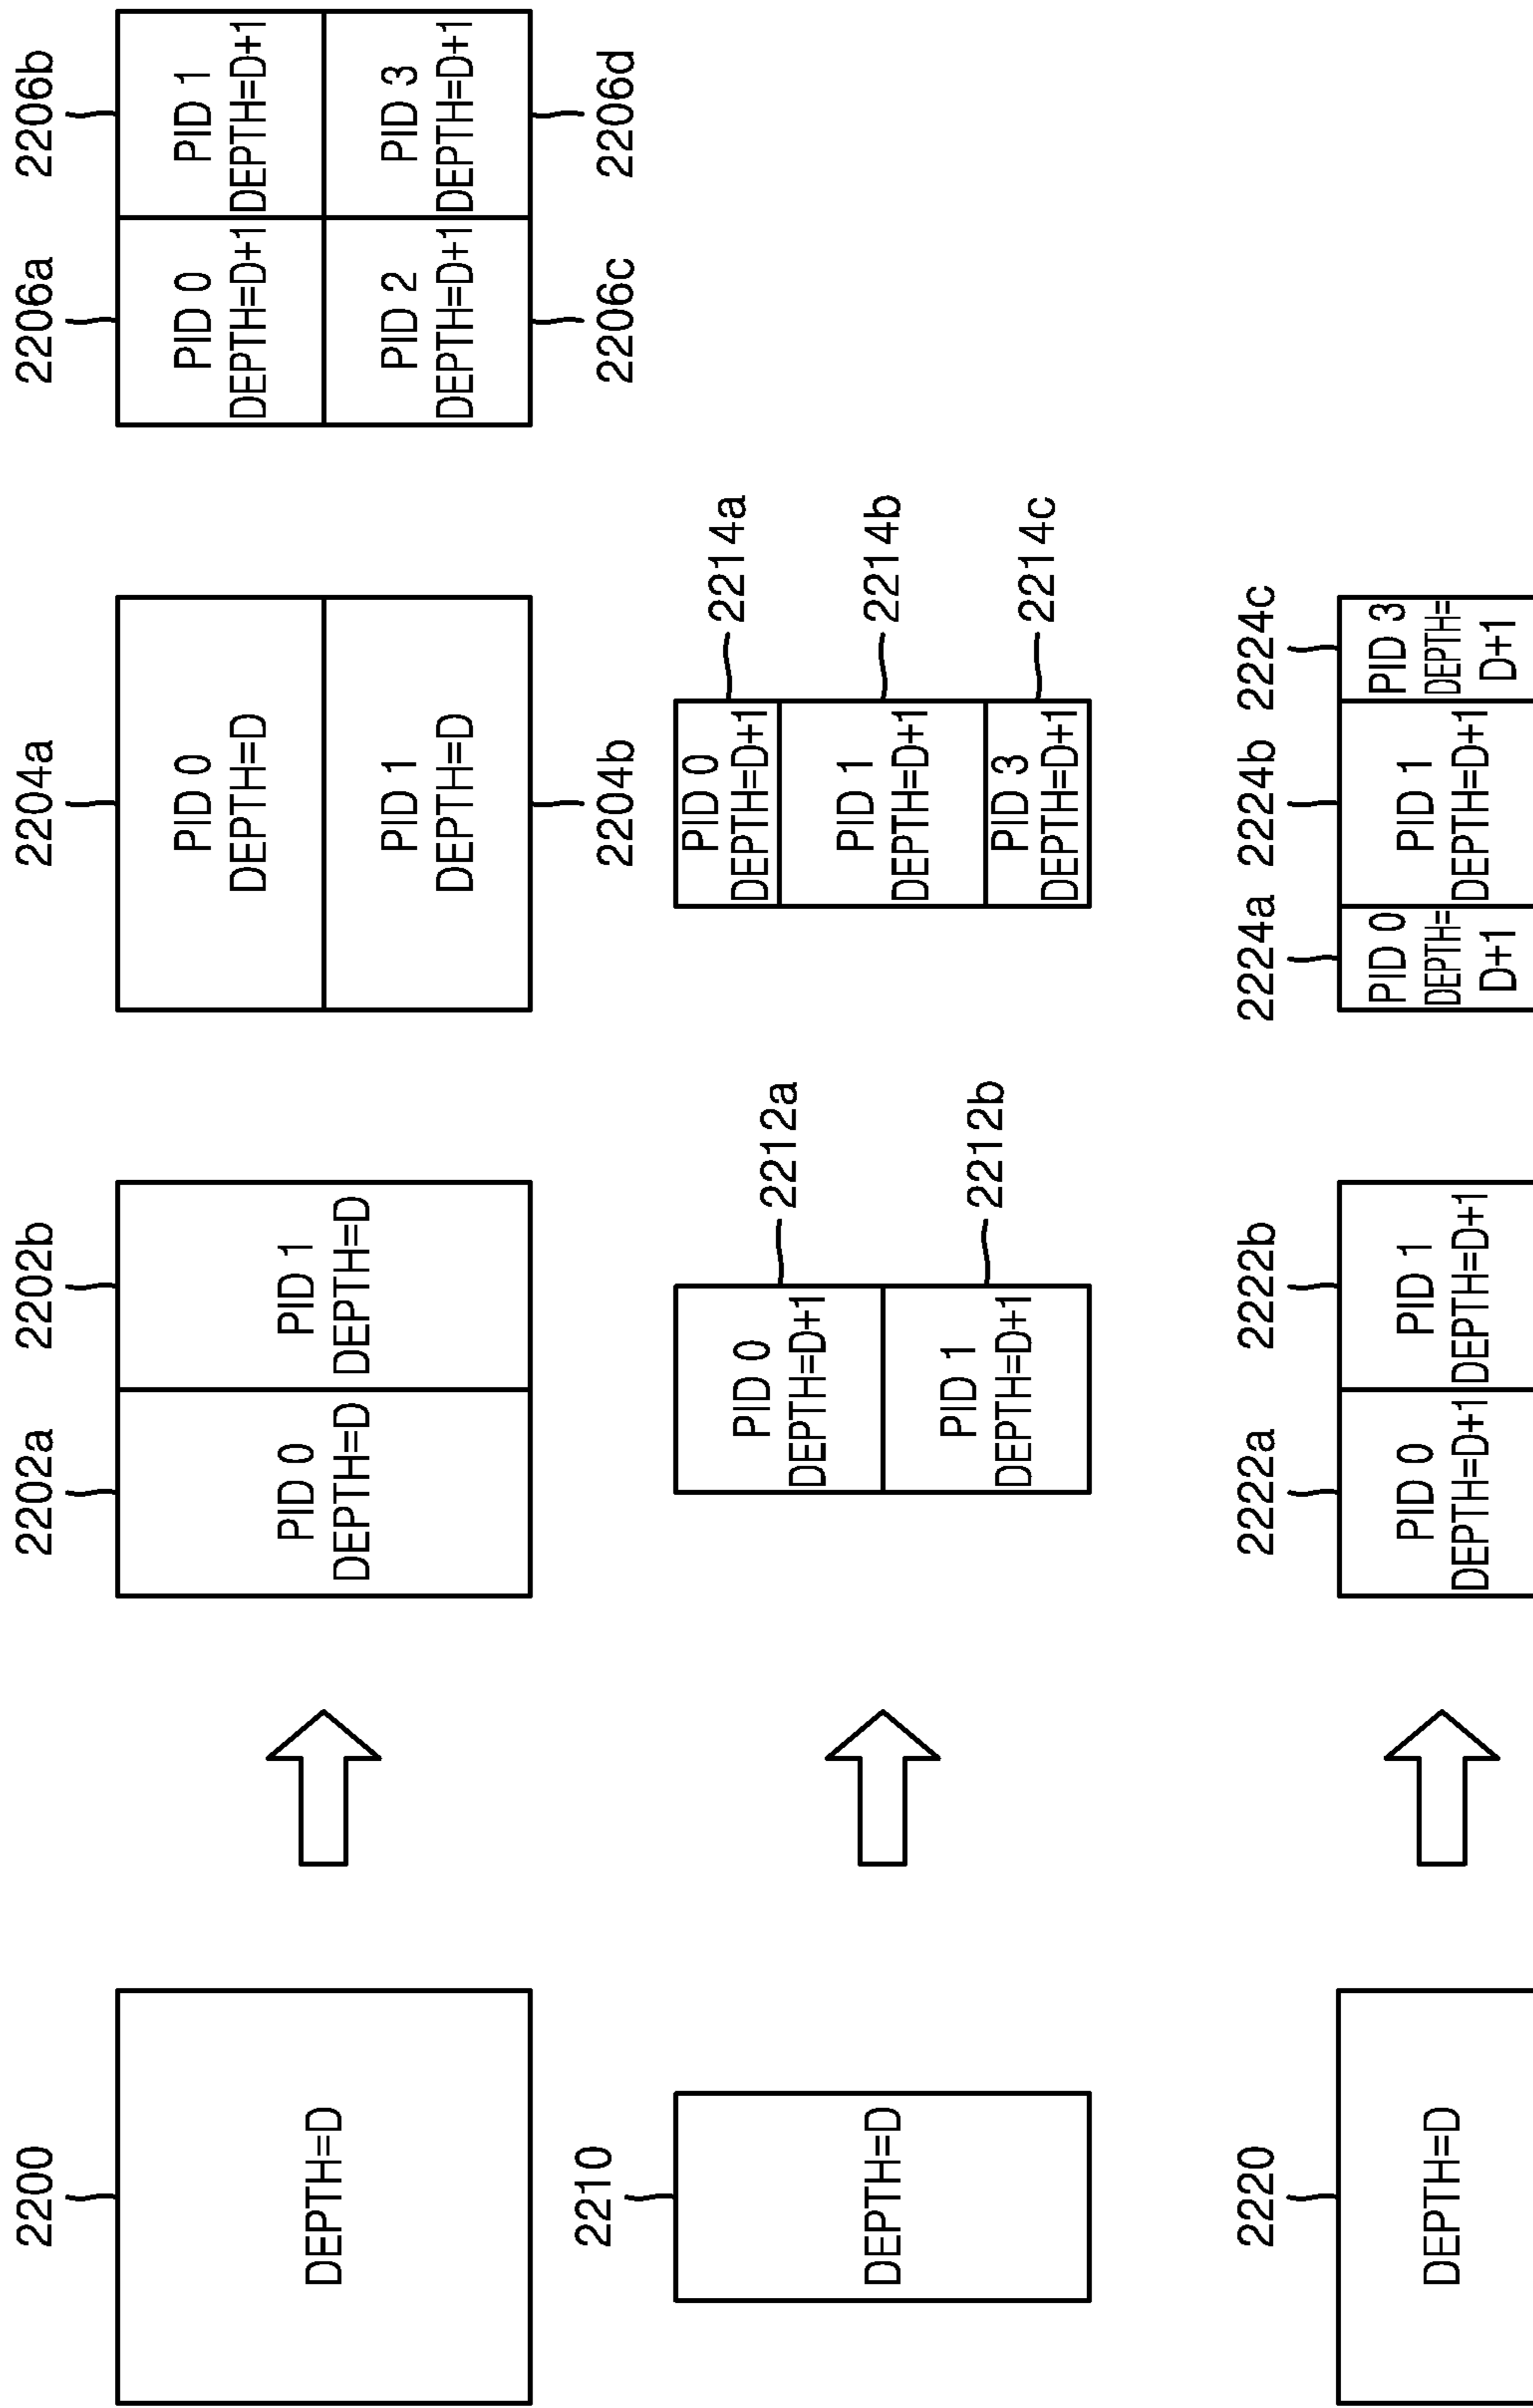 2200
DEPTH=D
2202a
2202b
PID 0
DEPTH=D
PID 1
DEPTH=D
2204a
PID 0
DEPTH=D
PID 1
DEPTH=D
2204b
2206a
2206b
PID 0
DEPTH=D+1
PID 1
DEPTH=D+1
PID 2
DEPTH=D+1
PID 3
DEPTH=D+1
2206c
2206d
2210
DEPTH=D
PID 0
DEPTH=D+1
2212a
PID 1
DEPTH=D+1
2212b
PID 0
DEPTH=D+1
2214a
PID 1
DEPTH=D+1
2214b
PID 3
DEPTH=D+1
2214c
2220
DEPTH=D
2222a
2222b
PID 0
DEPTH=D+1
PID 1
DEPTH=D+1
2224a
2224b
2224c
PID 0
DEPTH=
D+1
PID 1
DEPTH=D+1
PID 3
DEPTH=
D+1